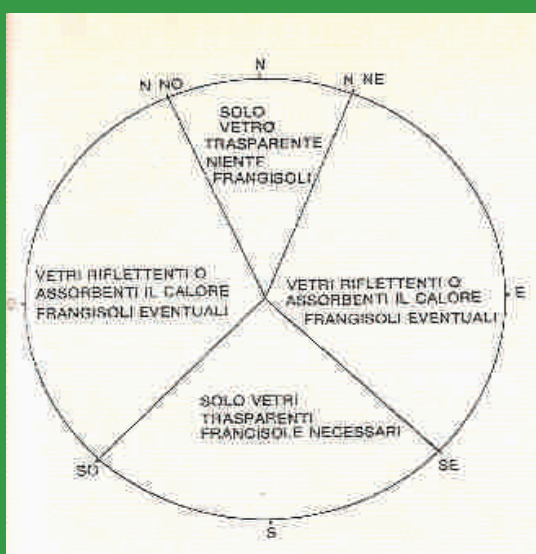 N
N NO
N NE
SOLO
VETRO
TRASPARENTE
NIENTE
FRANGISOLI
VETRI RIFLETTENTI O
ASSORBENTI IL CALORE
FRANGISOLI EVENTUALI
VETRI RIFLETTENTI O
ASSORBENTI IL CALORE
FRANGISOLI EVENTUALI
O
E
SOLO VETRI
TRASPARENTI
FRANGISOLE NECESSARI
SO
SE
S